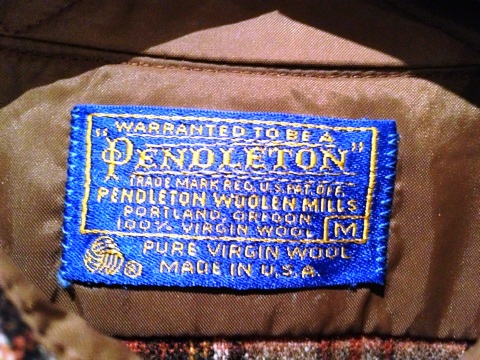 WARRANTED TO BE A
"PENDLETON"
TRADE MARK REG. U.S. PAT. OFF.
PENDLETON WOOLEN MILLS
PORTLAND, OREGON
100% VIRGIN WOOL
M
PURE VIRGIN WOOL
® MADE IN U.S.A.